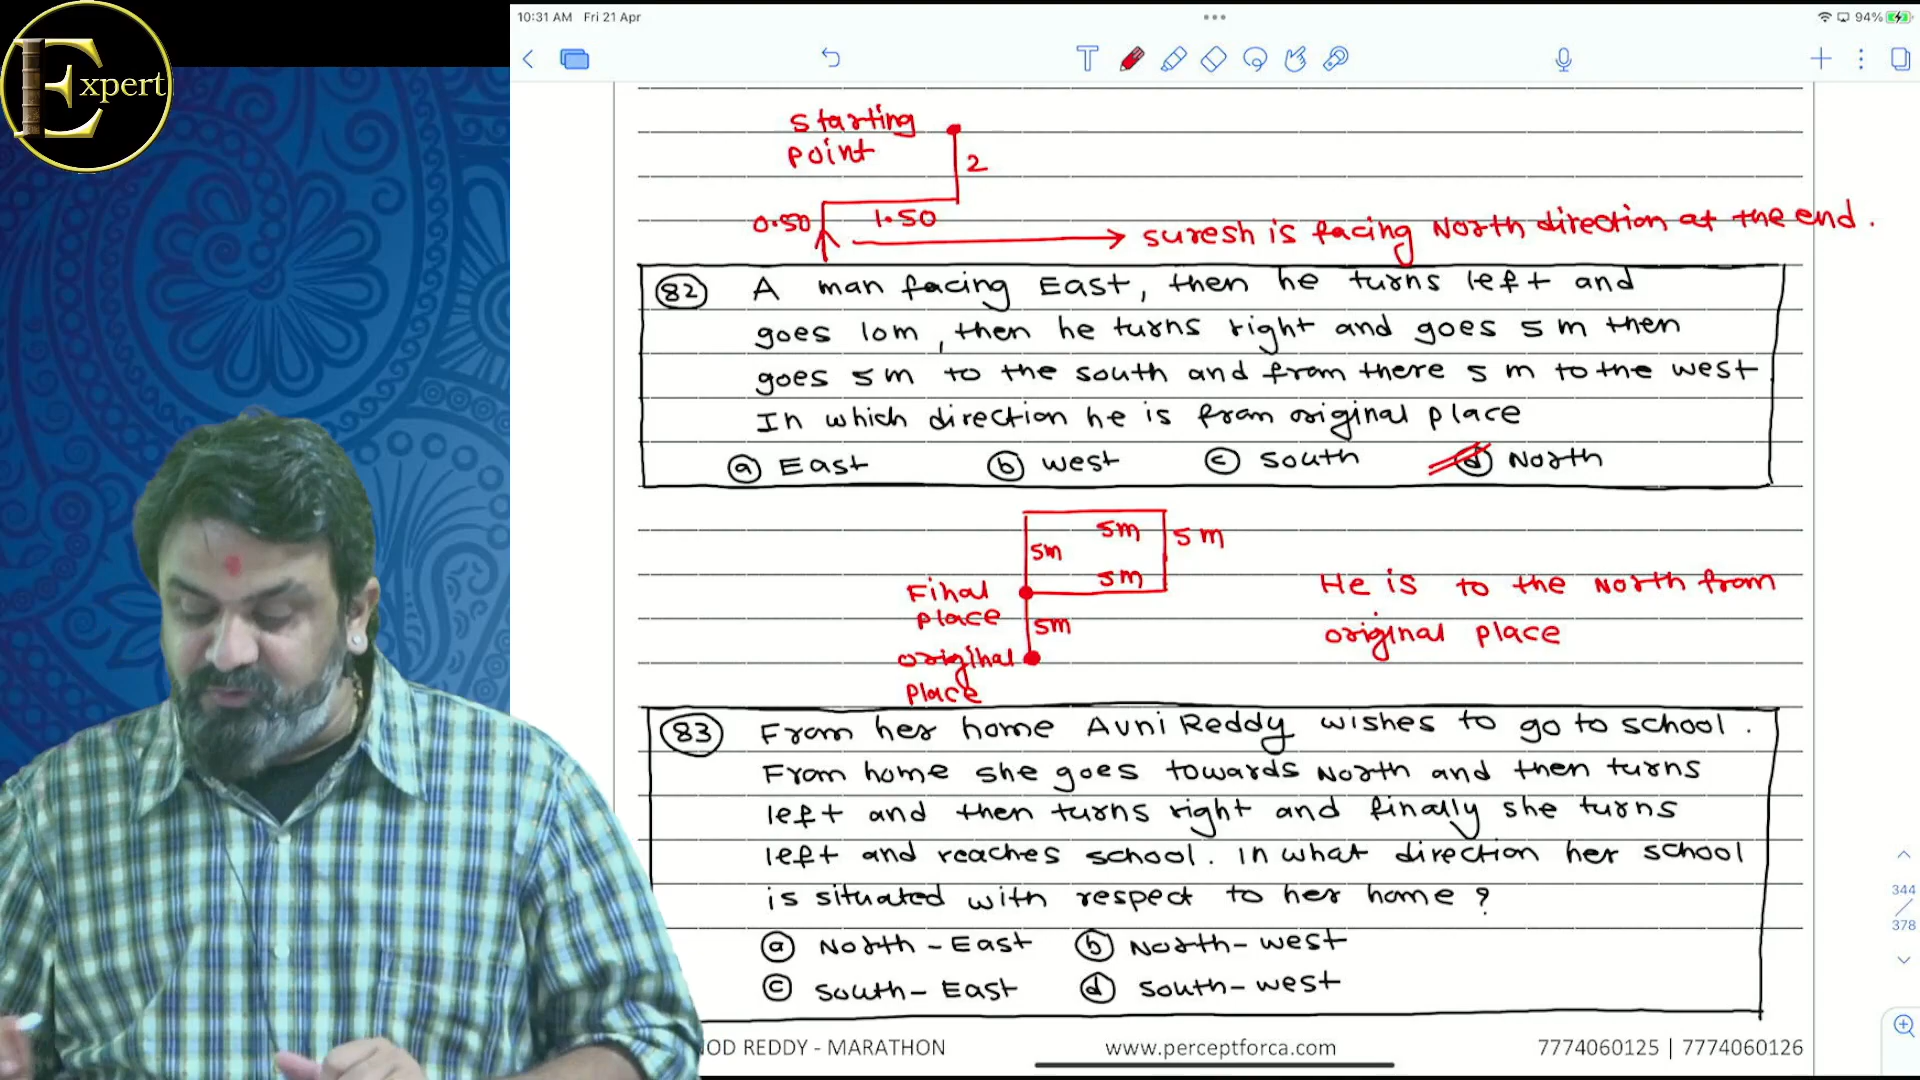 Expert
10:31 AM Fri 21 Apr
94%
starting
point
2
0.50
1.50
suresh is facing North direction at the end.
82 A man facing East, then he turns left and
goes 10m, then he turns right and goes 5 m then
goes 5 m to the south and from there 5 m to the west
In which direction he is from original place
a East b west c south d North
5m
5m
5m
5m
Final
place
5m
original
place
He is to the North from
original place
83 From her home Avni Reddy wishes to go to school.
From home she goes towards North and then turns
left and then turns right and finally she turns
left and reaches school. In what direction her school
is situated with respect to her home?
a North-East b North-west
c South-East d South-west
344
378
NOD REDDY - MARATHON
www.perceptforca.com
7774060125 | 7774060126